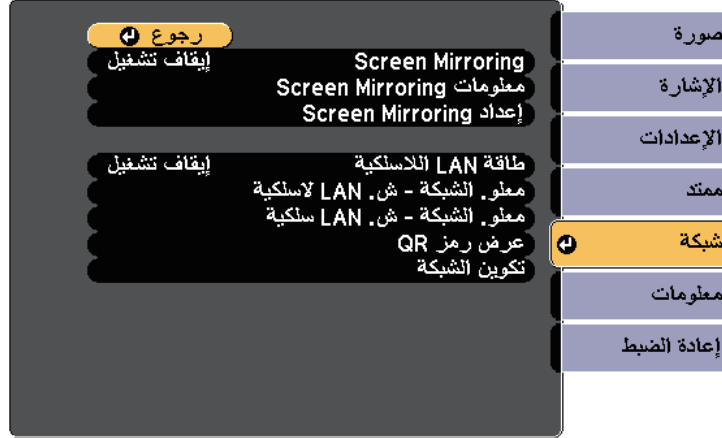 صورة
الإشارة
الإعدادات
ممتد
شبكة
معلومات
إعادة الضبط
رجوع
Screen Mirroring إيقاف تشغيل
معلومات Screen Mirroring
إعداد Screen Mirroring
طاقة LAN اللاسلكية إيقاف تشغيل
معلو. الشبكة - ش. LAN لاسلكية
معلو. الشبكة - ش. LAN سلكية
عرض رمز QR
تكوين الشبكة